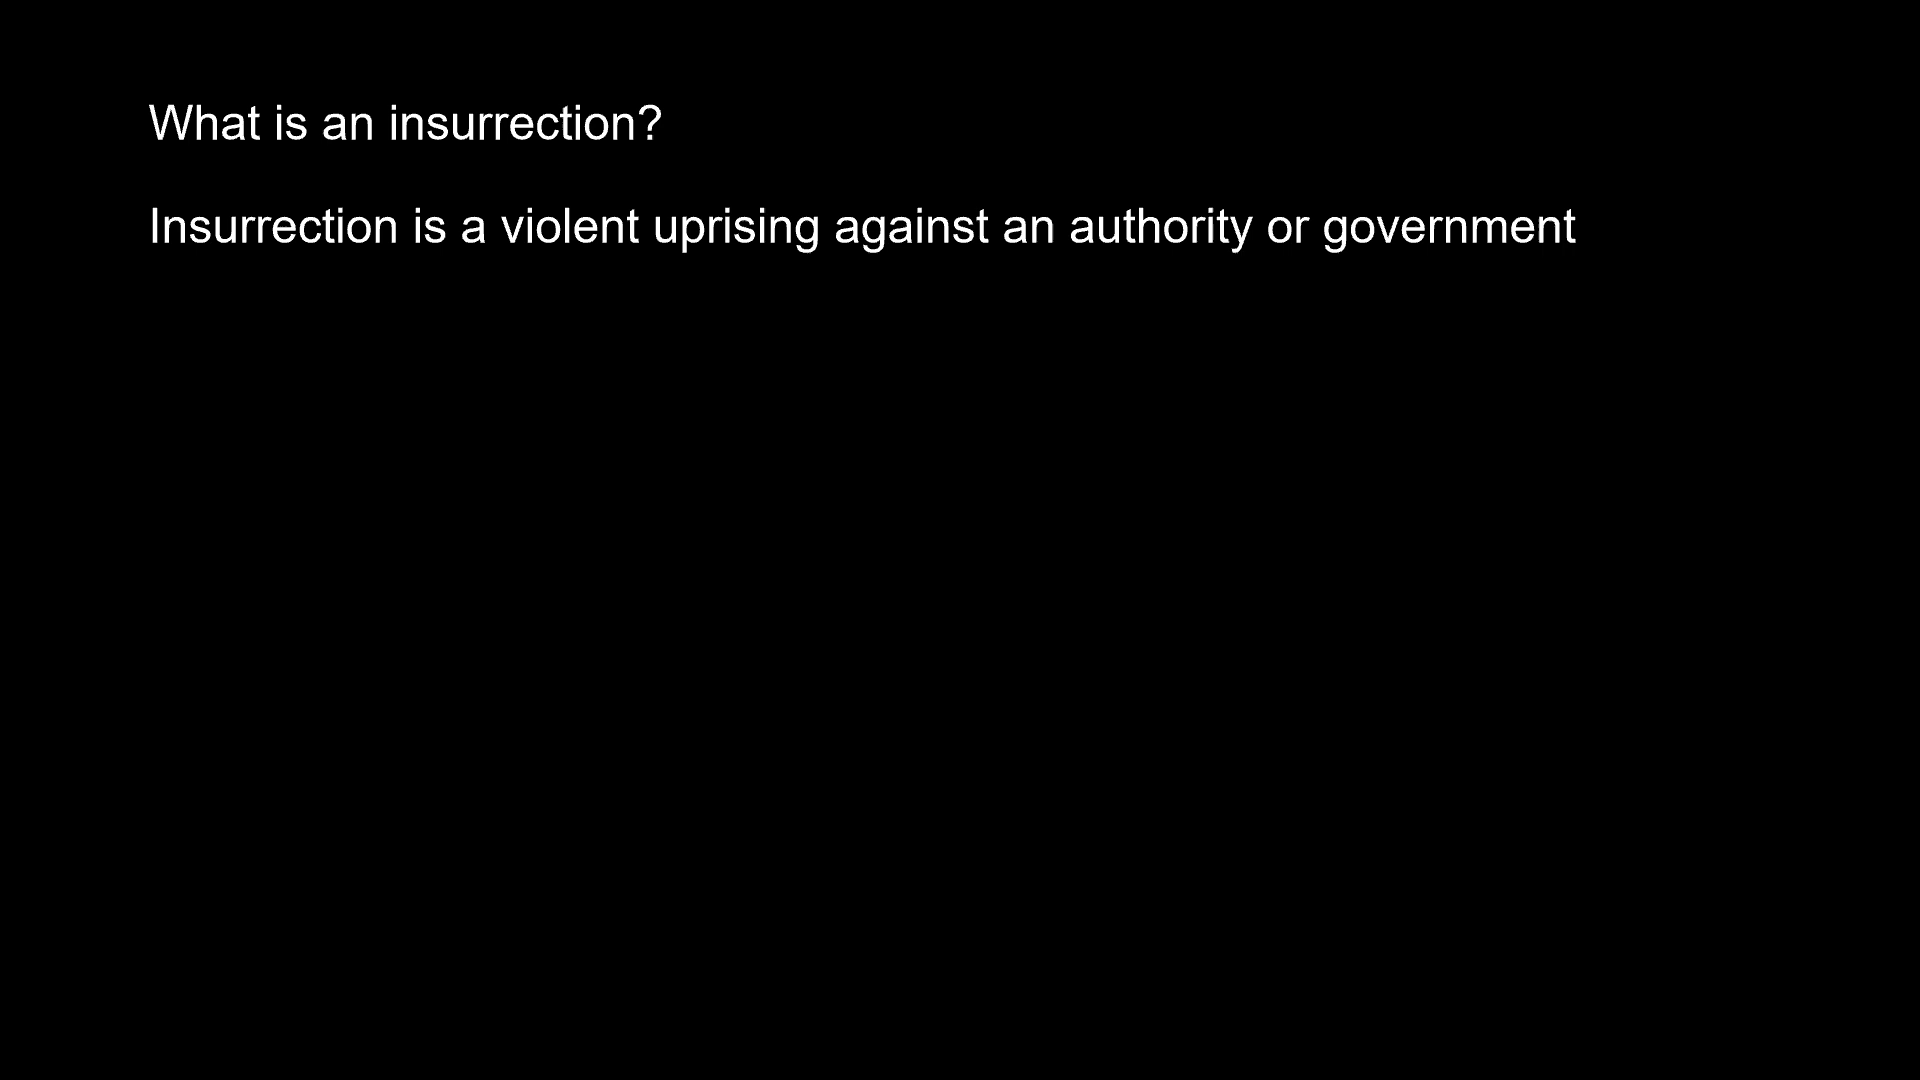 What is an insurrection?
Insurrection is a violent uprising against an authority or government